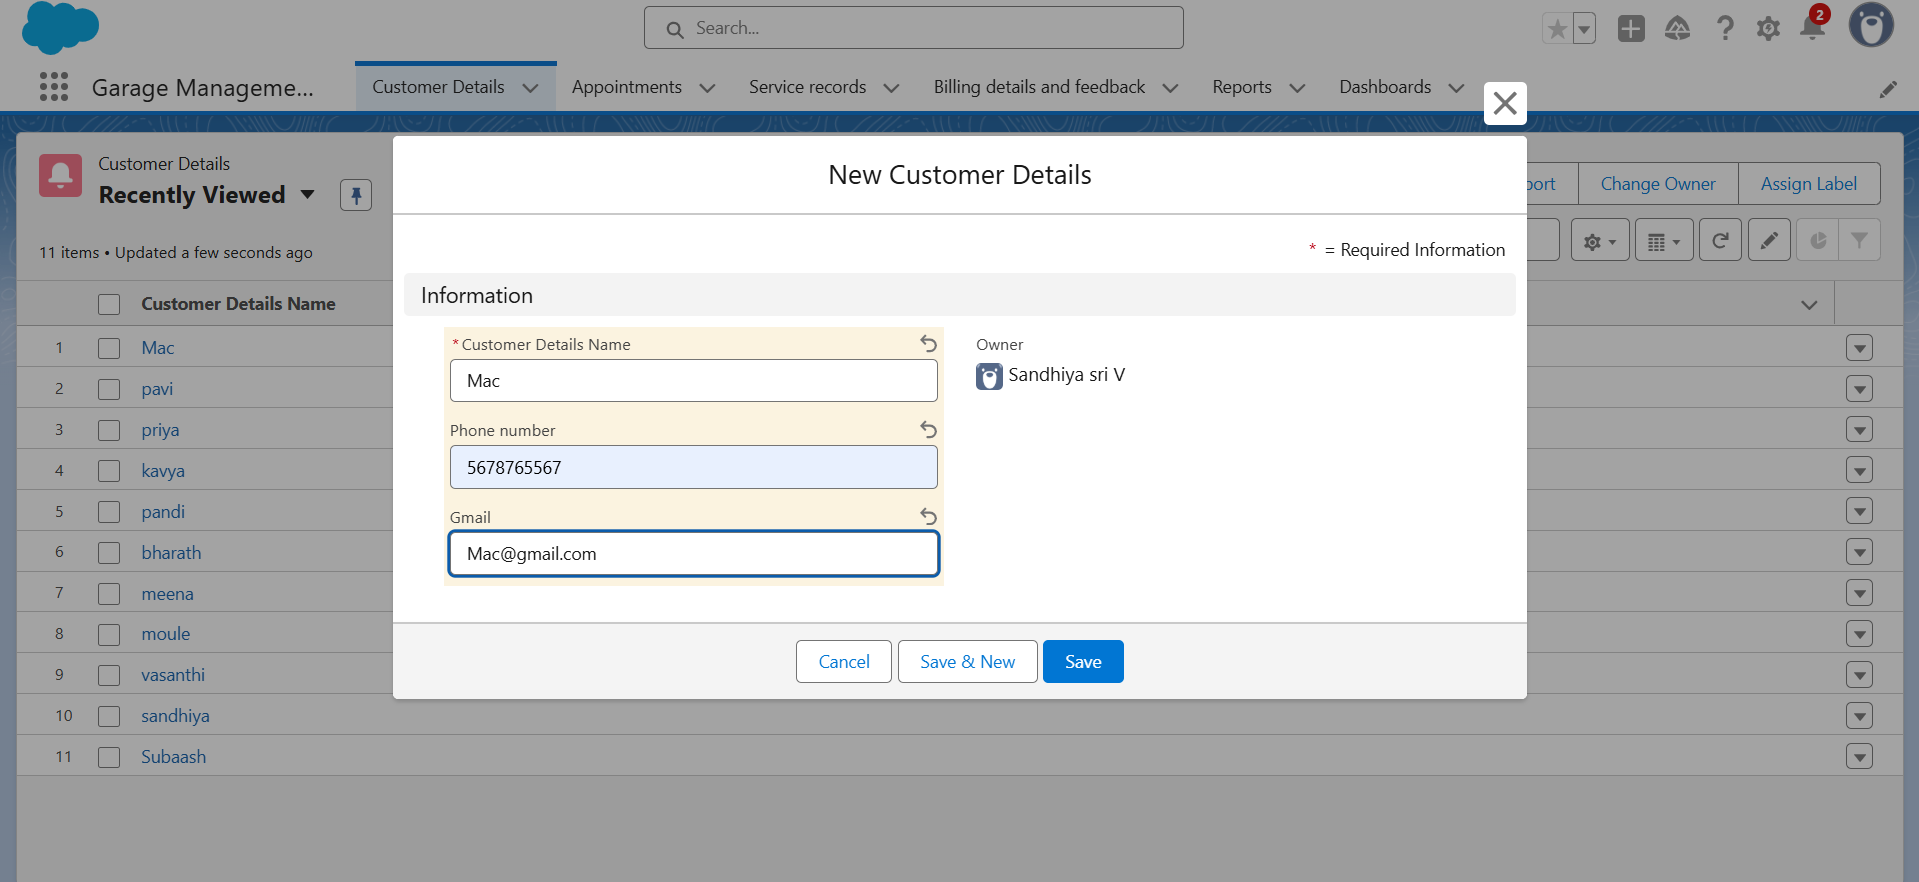 Search...
2
Garage Manageme...
Customer Details
Appointments
Service records
Billing details and feedback
Reports
Dashboards
Customer Details
Recently Viewed
port
Change Owner
Assign Label
11 items • Updated a few seconds ago
Customer Details Name
1 Mac
2 pavi
3 priya
4 kavya
5 pandi
6 bharath
7 meena
8 moule
9 vasanthi
10 sandhiya
11 Subaash
New Customer Details
* = Required Information
Information
* Customer Details Name
Mac
Phone number
5678765567
Gmail
Mac@gmail.com
Owner
Sandhiya sri V
Cancel
Save & New
Save